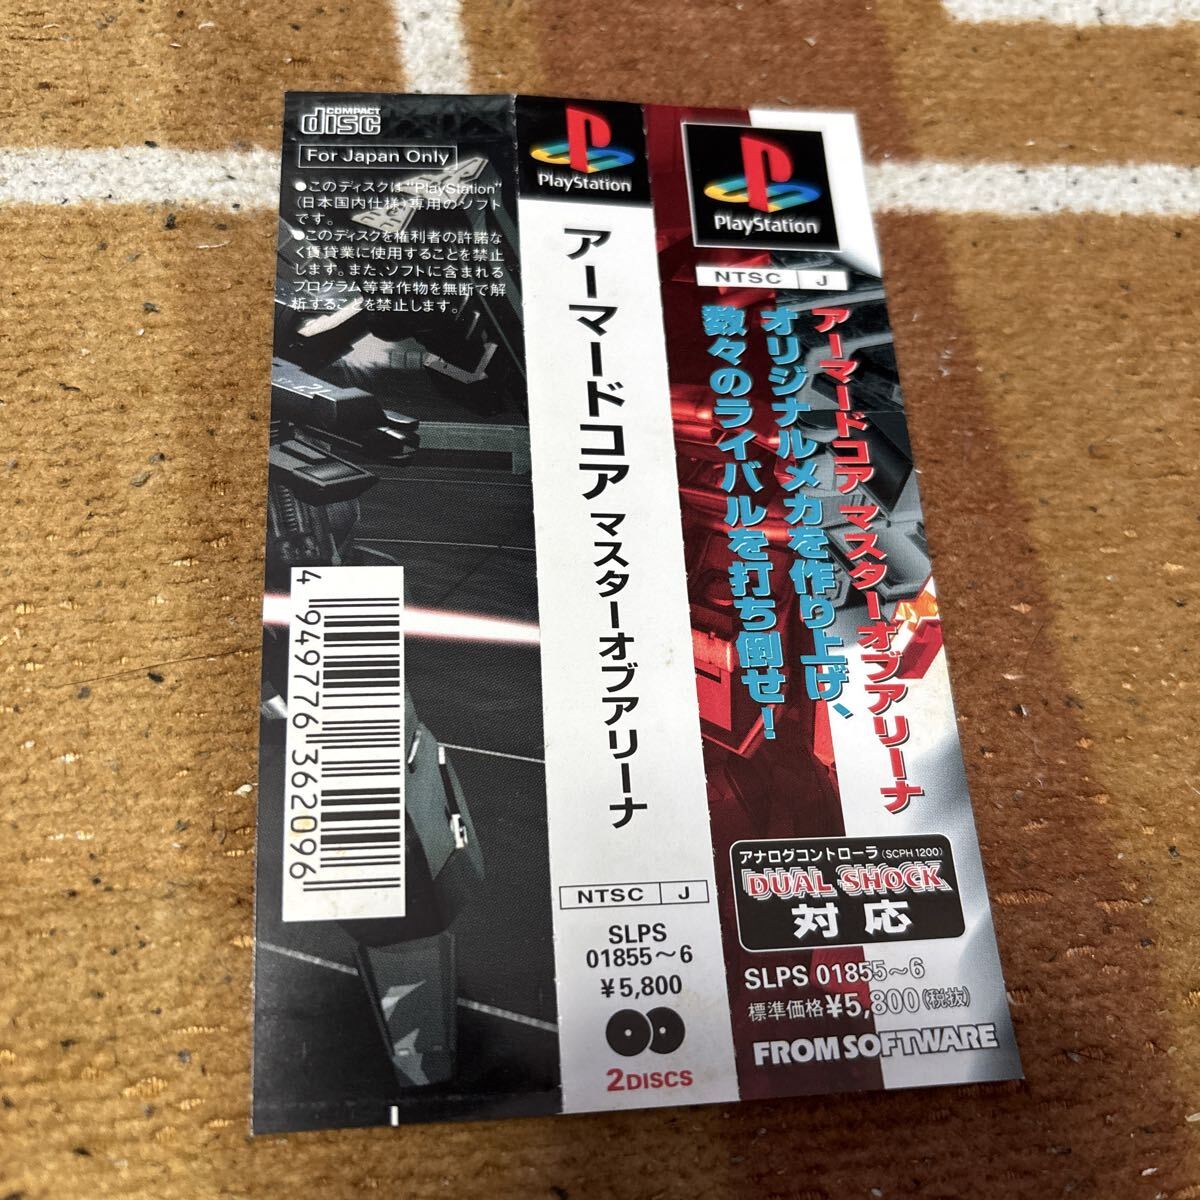 COMPACT
disc
For Japan Only
●このディスクは"PlayStation"
(日本国内仕様)専用のソフト
です。
●このディスクを権利者の許諾な
く賃貸業に使用することを禁止
します。また、ソフトに含まれる
プログラム等著作物を無断で解
析することを禁止します。
4 949776 362096
PlayStation
アーマードコア マスターオブアリーナ
NTSC J
SLPS
01855～6
¥5,800
2DISCS
PlayStation
NTSC J
アーマードコア マスターオブアリーナ
オリジナルメカを作り上げ、
数々のライバルを打ち倒せ!
アナログコントローラ(SCPH 1200)
DUAL SHOCK
対応
SLPS 01855～6
標準価格¥5,800(税抜)
FROMSOFTWARE